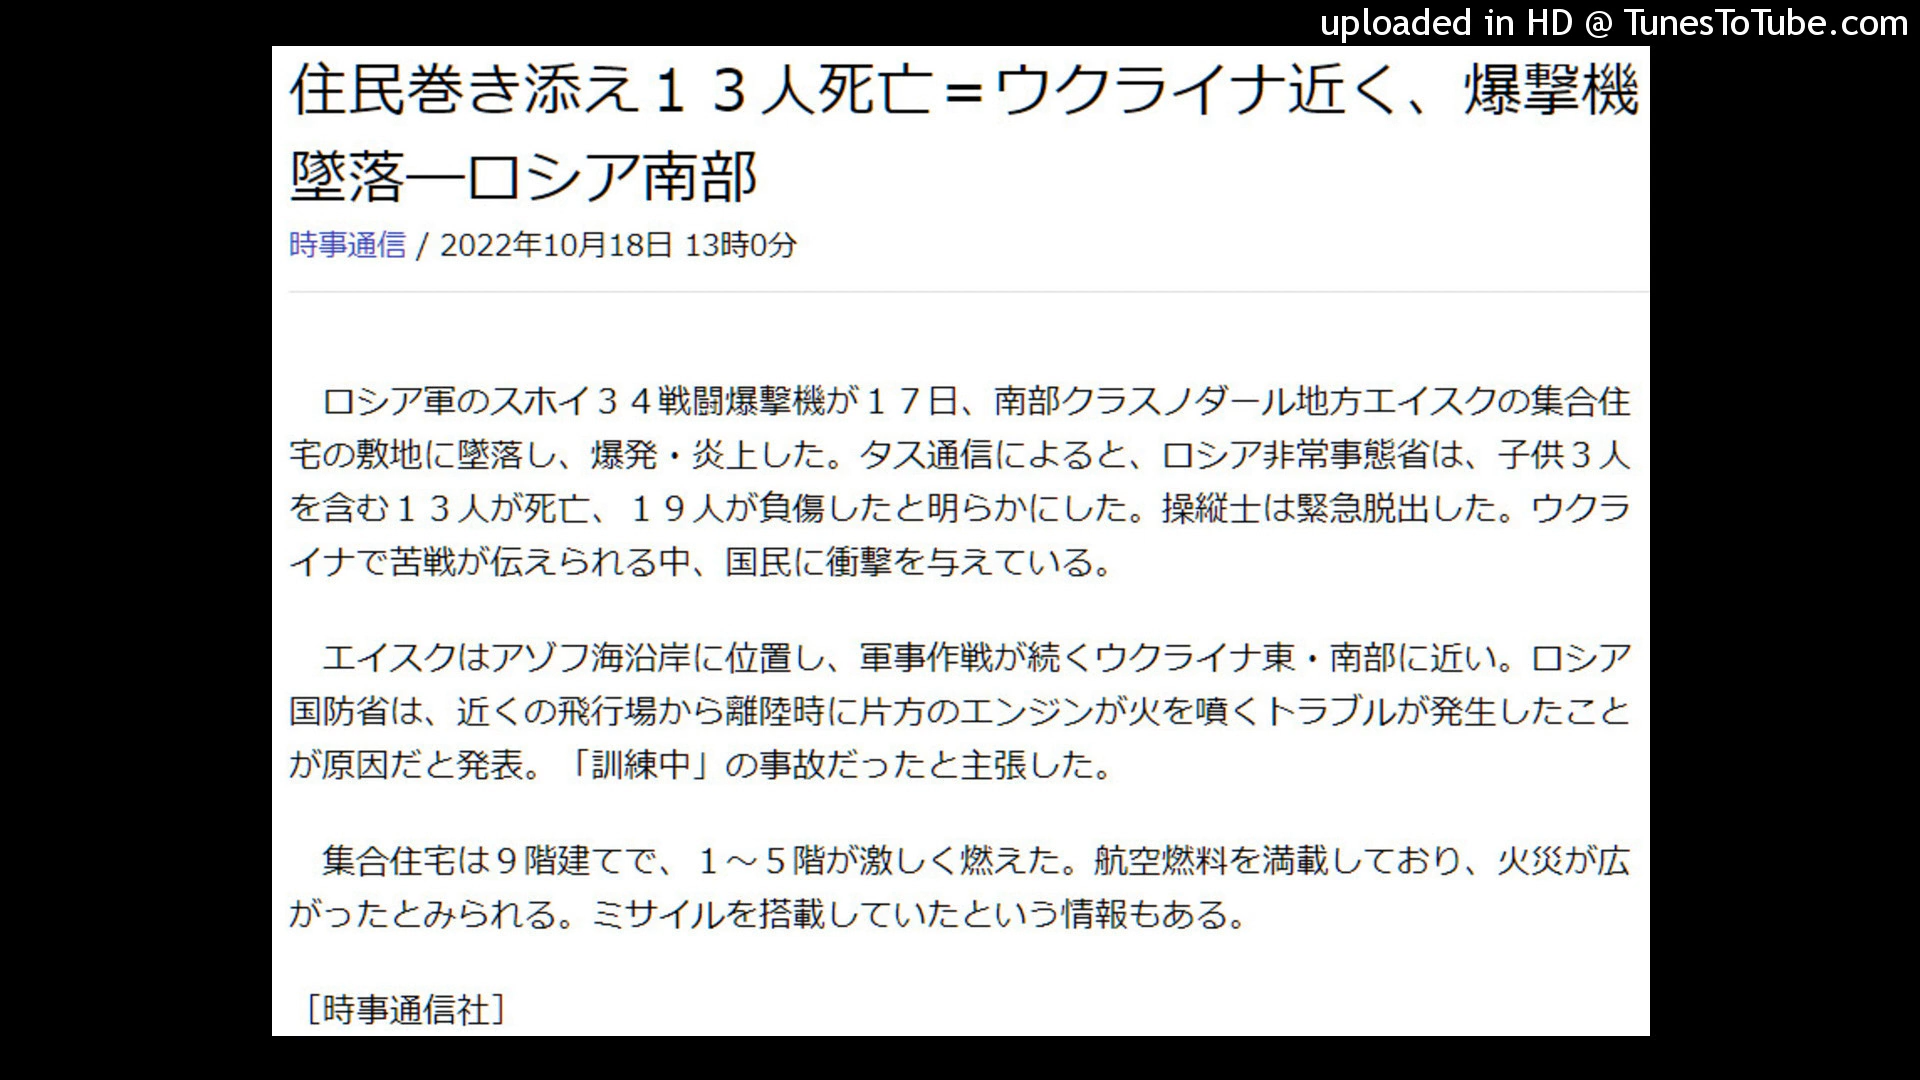 uploaded in HD @ TunesToTube.com
住民巻き添え１３人死亡＝ウクライナ近く、爆撃機
墜落―ロシア南部
時事通信 / 2022年10月18日 13時0分
　ロシア軍のスホイ３４戦闘爆撃機が１７日、南部クラスノダール地方エイスクの集合住
宅の敷地に墜落し、爆発・炎上した。タス通信によると、ロシア非常事態省は、子供３人
を含む１３人が死亡、１９人が負傷したと明らかにした。操縦士は緊急脱出した。ウクラ
イナで苦戦が伝えられる中、国民に衝撃を与えている。
　エイスクはアゾフ海沿岸に位置し、軍事作戦が続くウクライナ東・南部に近い。ロシア
国防省は、近くの飛行場から離陸時に片方のエンジンが火を噴くトラブルが発生したこと
が原因だと発表。「訓練中」の事故だったと主張した。
　集合住宅は９階建てで、１～５階が激しく燃えた。航空燃料を満載しており、火災が広
がったとみられる。ミサイルを搭載していたという情報もある。
［時事通信社］